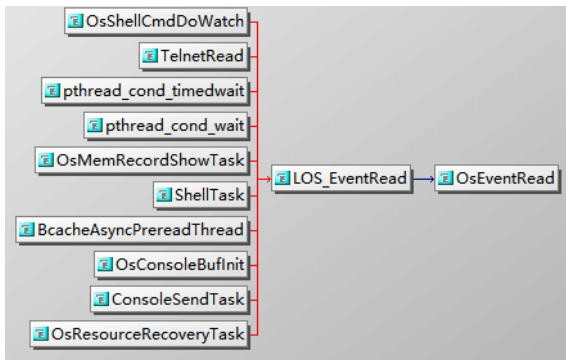 OsShellCmdDoWatch
TelnetRead
pthread_cond_timedwait
pthread_cond_wait
OsMemRecordShowTask
ShellTask
BcacheAsyncPrereadThread
OsConsoleBufInit
ConsoleSendTask
OsResourceRecoveryTask
LOS_EventRead
OsEventRead